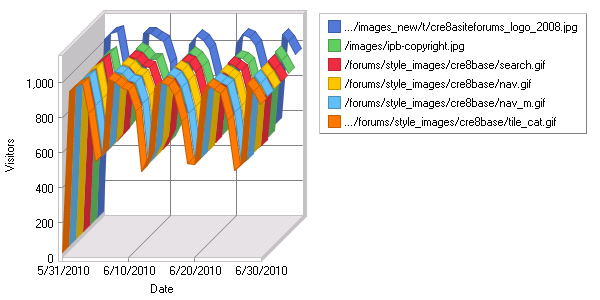 .../images_new/t/cre8asiteforums_logo_2008.jpg
/images/ipb-copyright.jpg
/forums/style_images/cre8base/search.gif
/forums/style_images/cre8base/nav.gif
/forums/style_images/cre8base/nav_m.gif
.../forums/style_images/cre8base/tile_cat.gif
Visitors
1,000
800
600
400
200
0
5/31/2010 6/10/2010 6/20/2010 6/30/2010
Date